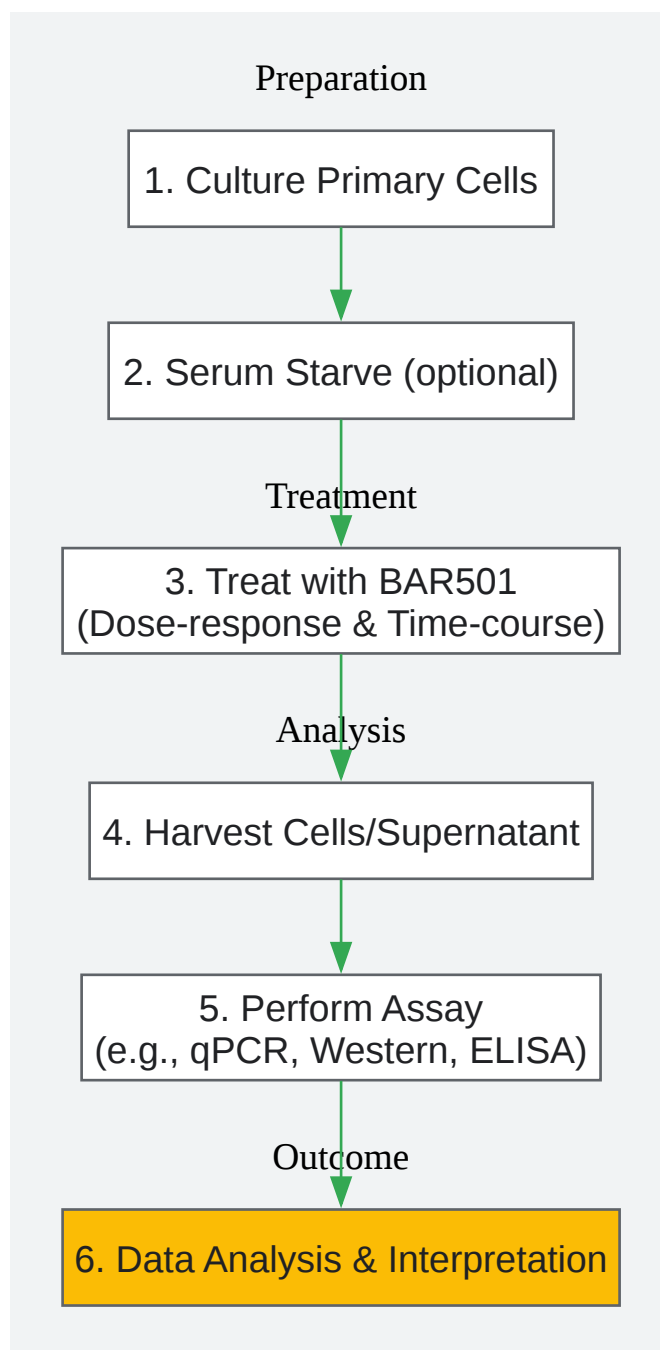 Preparation
1. Culture Primary Cells
2. Serum Starve (optional)
Treatment
3. Treat with BAR501
(Dose-response & Time-course)
Analysis
4. Harvest Cells/Supernatant
5. Perform Assay
(e.g., qPCR, Western, ELISA)
Outcome
6. Data Analysis & Interpretation